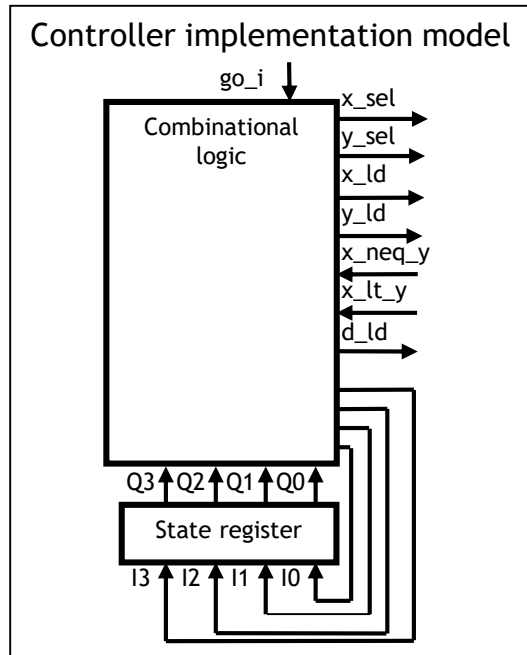 Controller implementation model
go_i
Combinational
logic
x_sel
y_sel
x_ld
y_ld
x_neq_y
x_lt_y
d_ld
Q3 Q2 Q1 Q0
State register
I3 I2 I1 I0